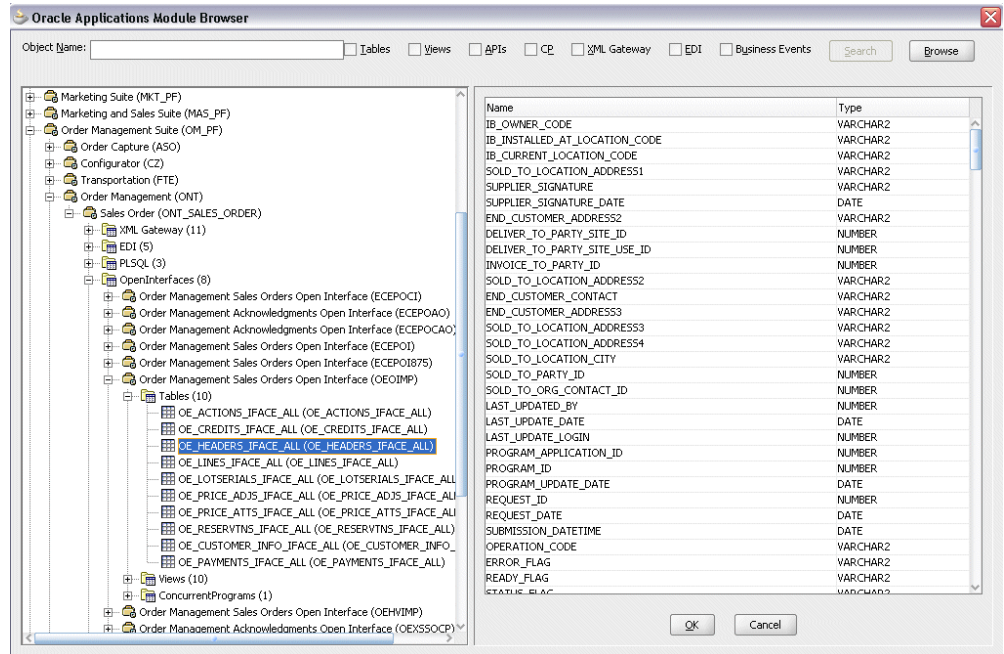 Oracle Applications Module Browser
Object Name: Tables Views APIs CP XML Gateway EDI Business Events Search Browse
Marketing Suite (MKT_PF)
Marketing and Sales Suite (MAS_PF)
Order Management Suite (OM_PF)
Order Capture (ASO)
Configurator (CZ)
Transportation (FTE)
Order Management (ONT)
Sales Order (ONT_SALES_ORDER)
XML Gateway (11)
EDI (5)
PLSQL (3)
OpenInterfaces (8)
Order Management Sales Orders Open Interface (ECEPOCI)
Order Management Acknowledgments Open Interface (ECEPOAO)
Order Management Acknowledgments Open Interface (ECEPOCAO)
Order Management Sales Orders Open Interface (ECEPOI)
Order Management Sales Orders Open Interface (ECEPOI875)
Order Management Sales Orders Open Interface (OEOIMP)
Tables (10)
OE_ACTIONS_IFACE_ALL (OE_ACTIONS_IFACE_ALL)
OE_CREDITS_IFACE_ALL (OE_CREDITS_IFACE_ALL)
OE_HEADERS_IFACE_ALL (OE_HEADERS_IFACE_ALL)
OE_LINES_IFACE_ALL (OE_LINES_IFACE_ALL)
OE_LOTSERIALS_IFACE_ALL (OE_LOTSERIALS_IFACE_ALL
OE_PRICE_ADJS_IFACE_ALL (OE_PRICE_ADJS_IFACE_ALL
OE_PRICE_ATTS_IFACE_ALL (OE_PRICE_ATTS_IFACE_ALL
OE_RESERVTNS_IFACE_ALL (OE_RESERVTNS_IFACE_ALL)
OE_CUSTOMER_INFO_IFACE_ALL (OE_CUSTOMER_INFO_
OE_PAYMENTS_IFACE_ALL (OE_PAYMENTS_IFACE_ALL)
Views (10)
ConcurrentPrograms (1)
Order Management Sales Orders Open Interface (OEHVIMP)
Order Management Acknowledgments Open Interface (OEXSSOCP)
Name Type
IB_OWNER_CODE VARCHAR2
IB_INSTALLED_AT_LOCATION_CODE VARCHAR2
IB_CURRENT_LOCATION_CODE VARCHAR2
SOLD_TO_LOCATION_ADDRESS1 VARCHAR2
SUPPLIER_SIGNATURE VARCHAR2
SUPPLIER_SIGNATURE_DATE DATE
END_CUSTOMER_ADDRESS2 VARCHAR2
DELIVER_TO_PARTY_SITE_ID NUMBER
DELIVER_TO_PARTY_SITE_USE_ID NUMBER
INVOICE_TO_PARTY_ID NUMBER
SOLD_TO_LOCATION_ADDRESS2 VARCHAR2
END_CUSTOMER_CONTACT VARCHAR2
END_CUSTOMER_ADDRESS3 VARCHAR2
SOLD_TO_LOCATION_ADDRESS3 VARCHAR2
SOLD_TO_LOCATION_ADDRESS4 VARCHAR2
SOLD_TO_LOCATION_CITY VARCHAR2
SOLD_TO_PARTY_ID NUMBER
SOLD_TO_ORG_CONTACT_ID NUMBER
LAST_UPDATED_BY NUMBER
LAST_UPDATE_DATE DATE
LAST_UPDATE_LOGIN NUMBER
PROGRAM_APPLICATION_ID NUMBER
PROGRAM_ID NUMBER
PROGRAM_UPDATE_DATE DATE
REQUEST_ID NUMBER
REQUEST_DATE DATE
SUBMISSION_DATETIME DATE
OPERATION_CODE VARCHAR2
ERROR_FLAG VARCHAR2
READY_FLAG VARCHAR2
STATUS_FLAG VARCHAR2
OK Cancel